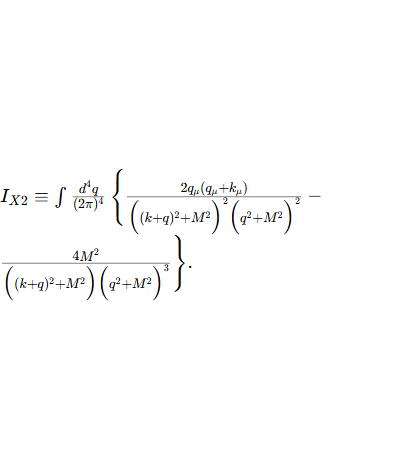 I_{X2} \equiv \int \frac{d^4q}{(2\pi)^4} \left\{ \frac{2q_\mu(q_\mu+k_\mu)}{\left((k+q)^2+M^2\right)^2 \left(q^2+M^2\right)^2} -
\frac{4M^2}{\left((k+q)^2+M^2\right)\left(q^2+M^2\right)^3} \right\}.